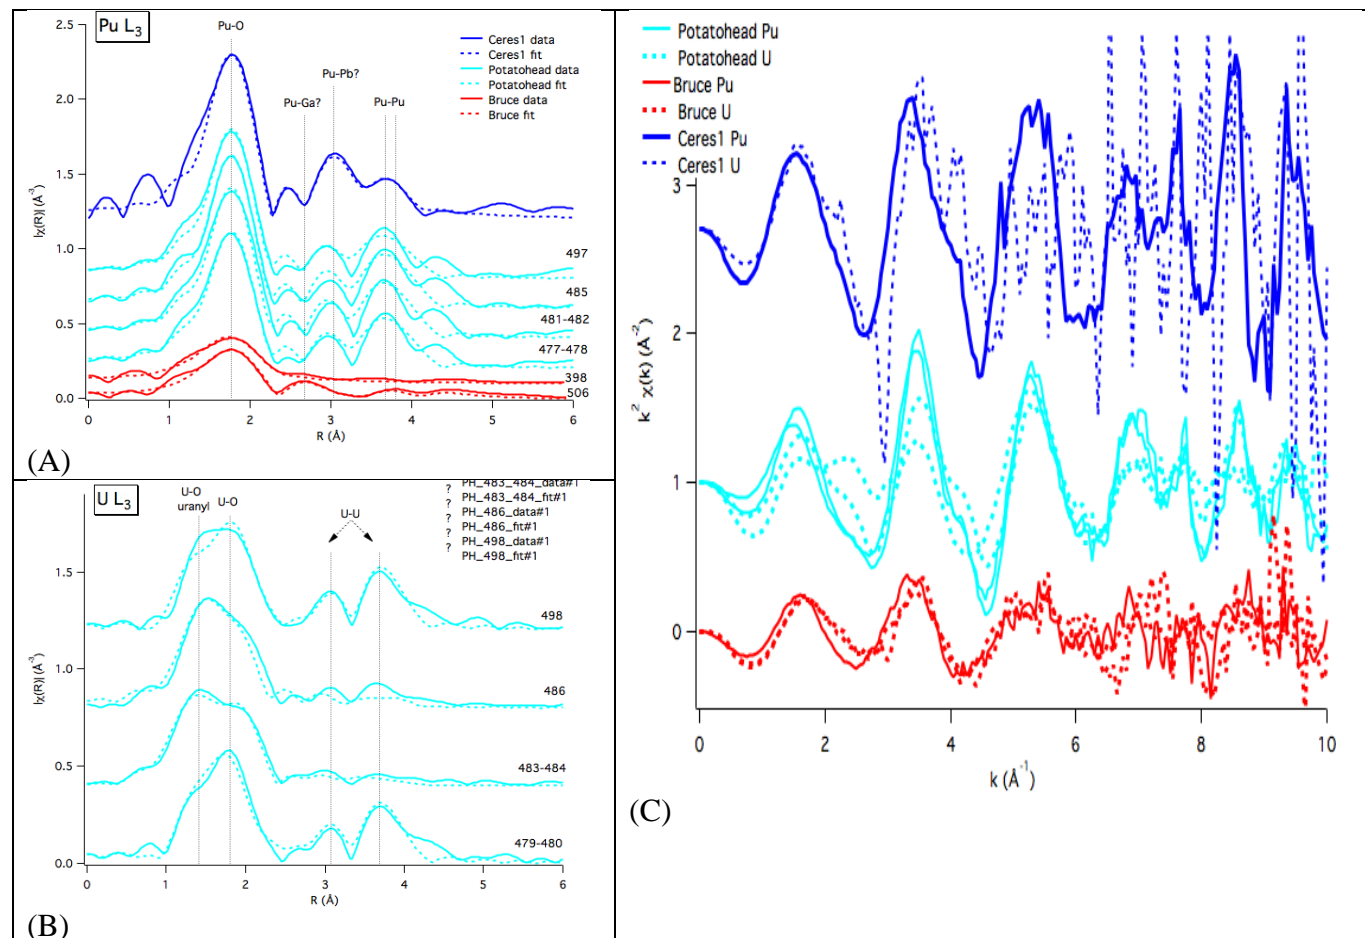 Pu L₃
Pu-O
Pu-Ga?
Pu-Pb?
Pu-Pu
Ceres1 data
Ceres1 fit
Potatohead data
Potatohead fit
Bruce data
Bruce fit
2.5
2.0
1.5
1.0
0.5
0.0
|χ(R)| (Å⁻³)
497
485
481-482
477-478
398
506
0 1 2 3 4 5 6
R (Å)
(A)
U L₃
U-O
uranyl
U-O
U-U
PH_483_484_data#1
? PH_483_484_fit#1
? PH_486_data#1
? PH_486_fit#1
? PH_498_data#1
? PH_498_fit#1
1.5
1.0
0.5
0.0
|χ(R)| (Å⁻³)
498
486
483-484
479-480
0 1 2 3 4 5 6
R (Å)
(B)
Potatohead Pu
Potatohead U
Bruce Pu
Bruce U
Ceres1 Pu
Ceres1 U
3
2
1
0
k² χ(k) (Å⁻²)
0 2 4 6 8 10
k (Å⁻¹)
(C)